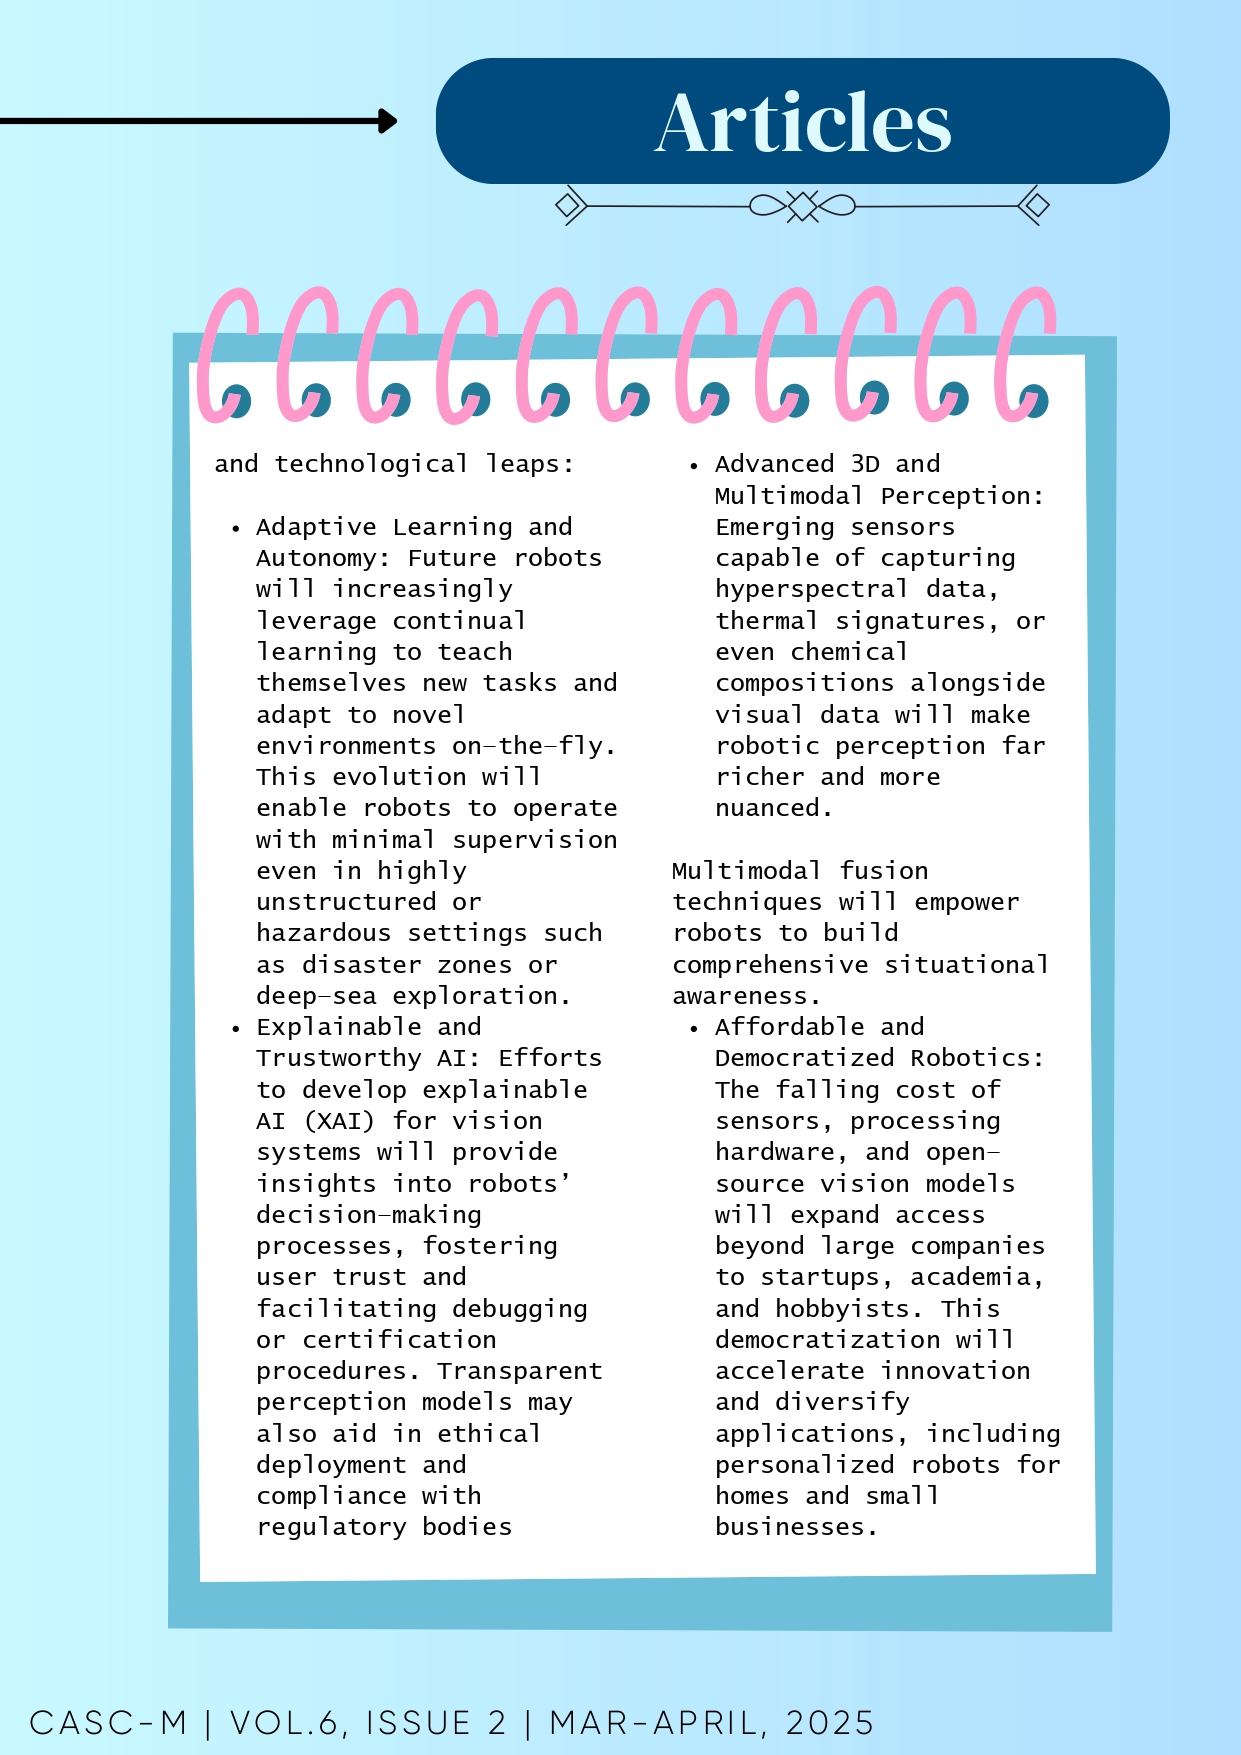 Articles
and technological leaps:
• Adaptive Learning and
Autonomy: Future robots
will increasingly
leverage continual
learning to teach
themselves new tasks and
adapt to novel
environments on-the-fly.
This evolution will
enable robots to operate
with minimal supervision
even in highly
unstructured or
hazardous settings such
as disaster zones or
deep-sea exploration.
• Explainable and
Trustworthy AI: Efforts
to develop explainable
AI (XAI) for vision
systems will provide
insights into robots’
decision-making
processes, fostering
user trust and
facilitating debugging
or certification
procedures. Transparent
perception models may
also aid in ethical
deployment and
compliance with
regulatory bodies
• Advanced 3D and
Multimodal Perception:
Emerging sensors
capable of capturing
hyperspectral data,
thermal signatures, or
even chemical
compositions alongside
visual data will make
robotic perception far
richer and more
nuanced.
Multimodal fusion
techniques will empower
robots to build
comprehensive situational
awareness.
• Affordable and
Democratized Robotics:
The falling cost of
sensors, processing
hardware, and open-
source vision models
will expand access
beyond large companies
to startups, academia,
and hobbyists. This
democratization will
accelerate innovation
and diversify
applications, including
personalized robots for
homes and small
businesses.
CASC-M | VOL.6, ISSUE 2 | MAR-APRIL, 2025